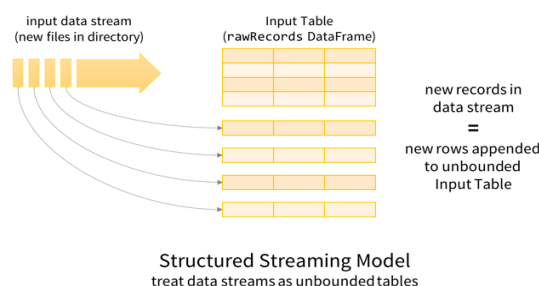 input data stream
(new files in directory)
Input Table
(rawRecords DataFrame)
new records in
data stream
=
new rows appended
to unbounded
Input Table
Structured Streaming Model
treat data streams as unbounded tables